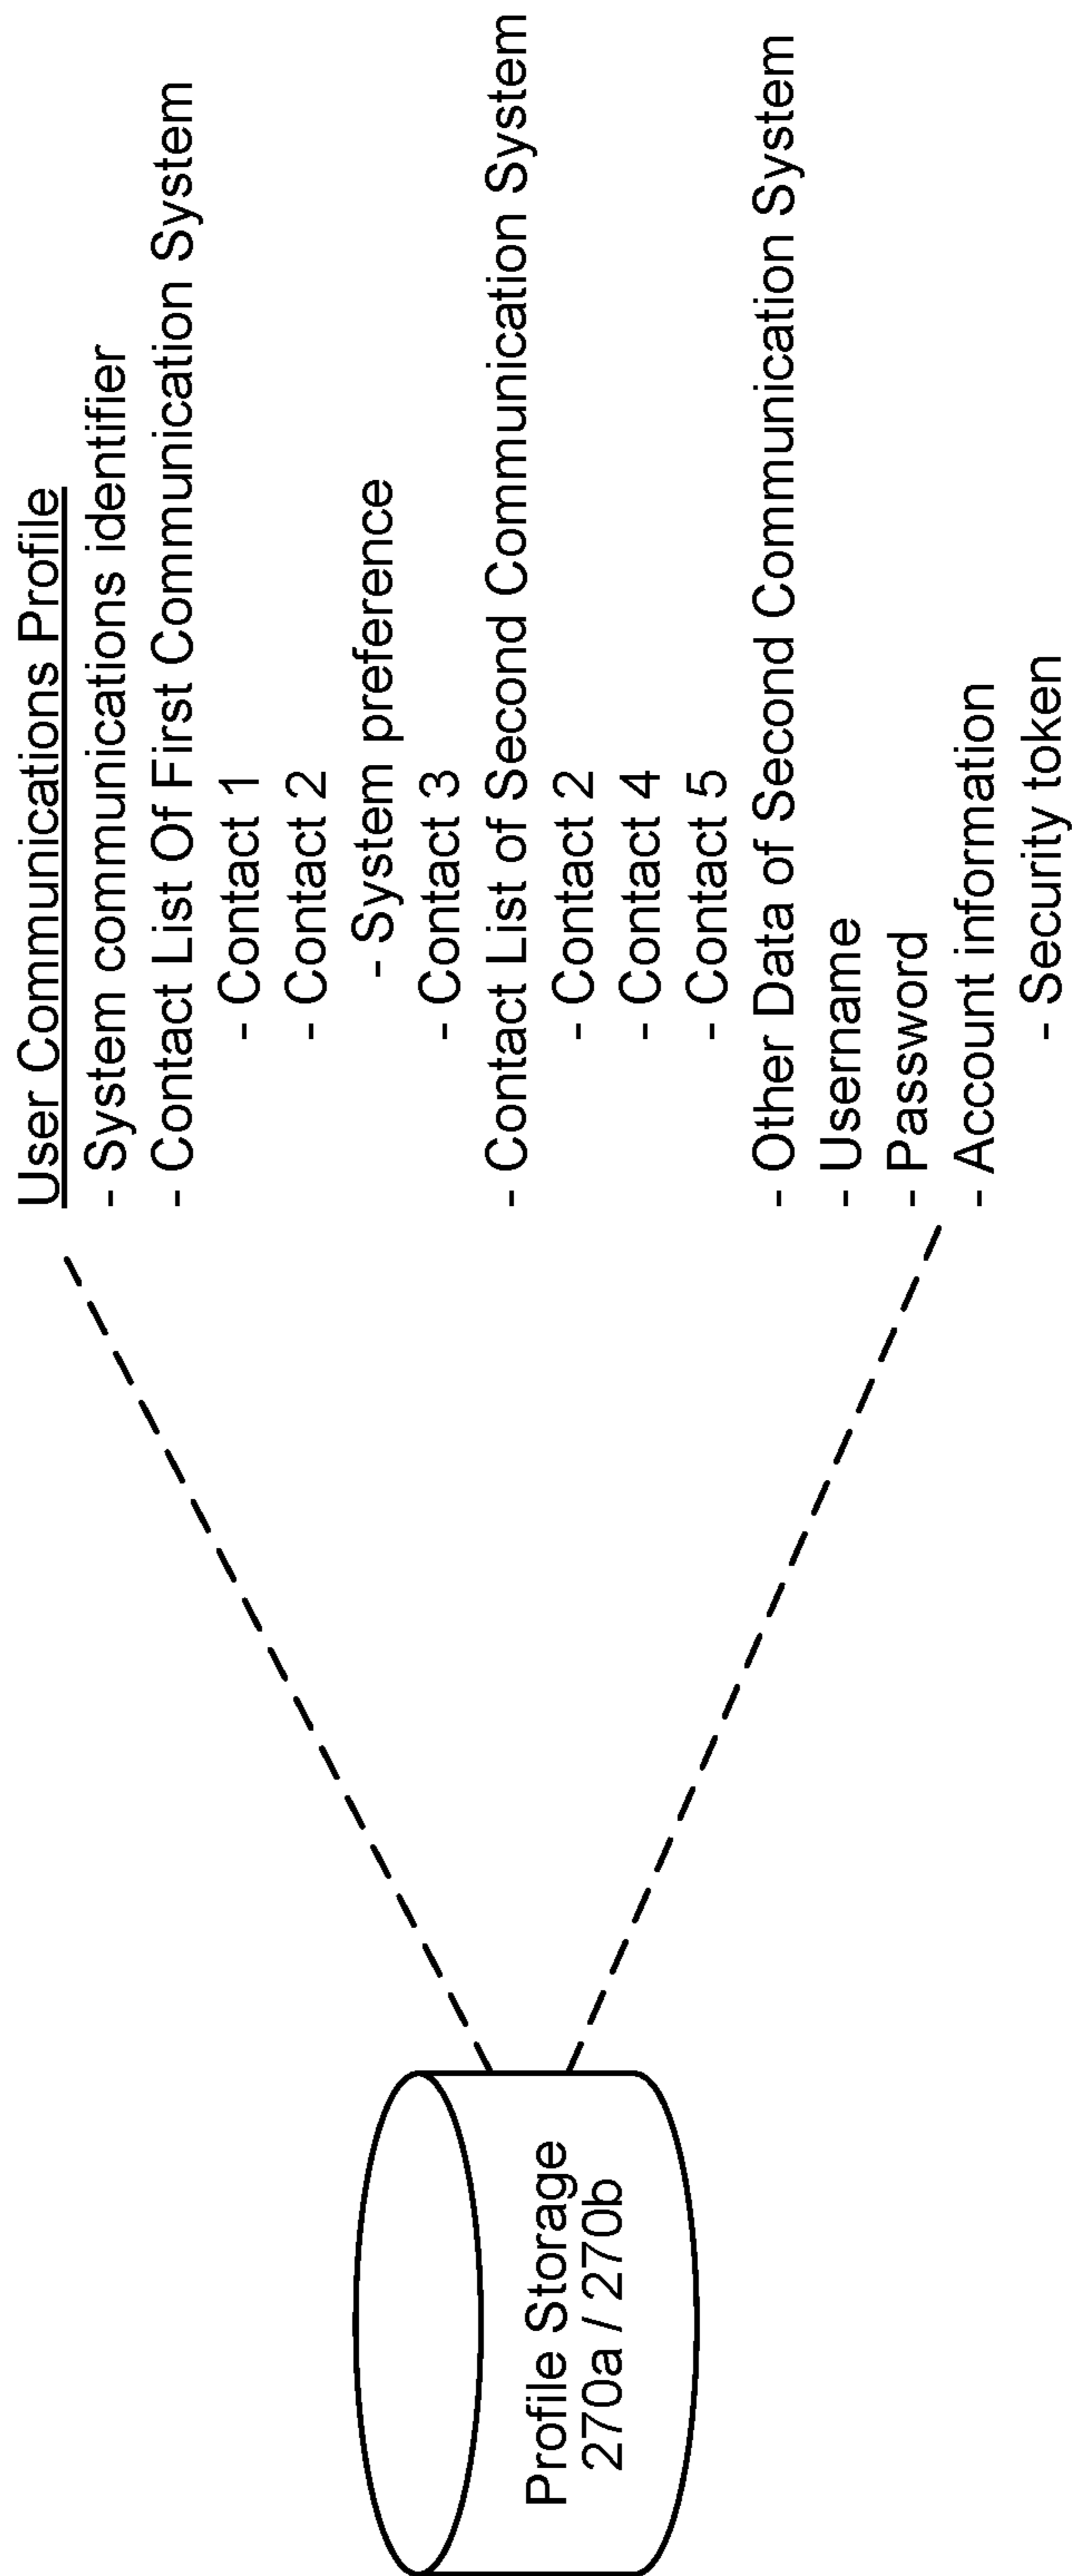 User Communications Profile
- System communications identifier
- Contact List Of First Communication System
- Contact 1
- Contact 2
- System preference
- Contact 3
- Contact List of Second Communication System
- Contact 2
- Contact 4
- Contact 5
- Other Data of Second Communication System
- Username
- Password
- Account information
- Security token
Profile Storage
270a / 270b